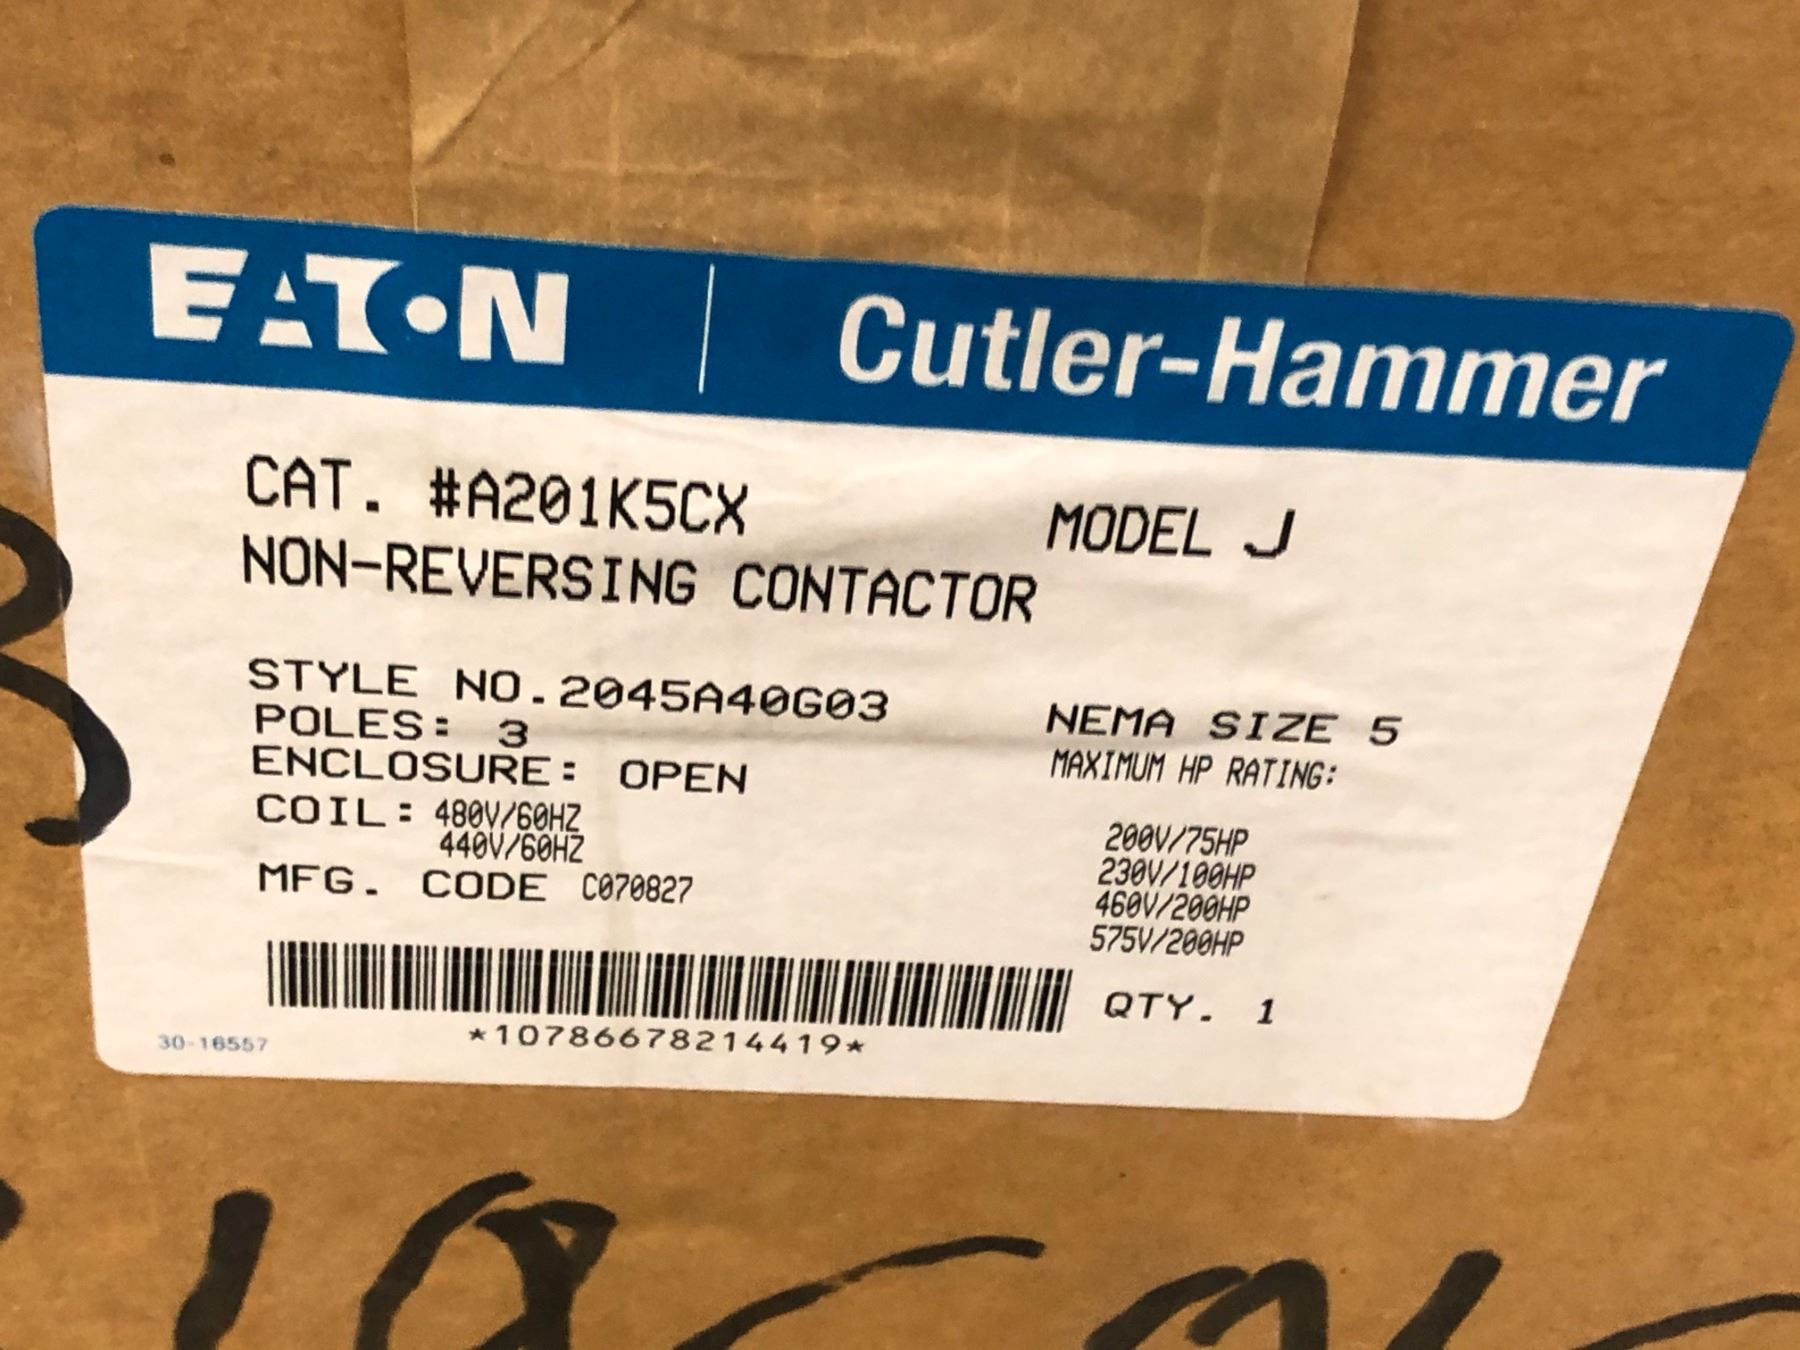 EATON | Cutler-Hammer
CAT. #A201K5CX MODEL J
NON-REVERSING CONTACTOR
STYLE NO. 2045A40G03 NEMA SIZE 5
POLES: 3 MAXIMUM HP RATING:
ENCLOSURE: OPEN
COIL: 480V/60HZ 200V/75HP
440V/60HZ 230V/100HP
MFG. CODE C070827 460V/200HP
575V/200HP
QTY. 1
*10786678214419*
30-16557